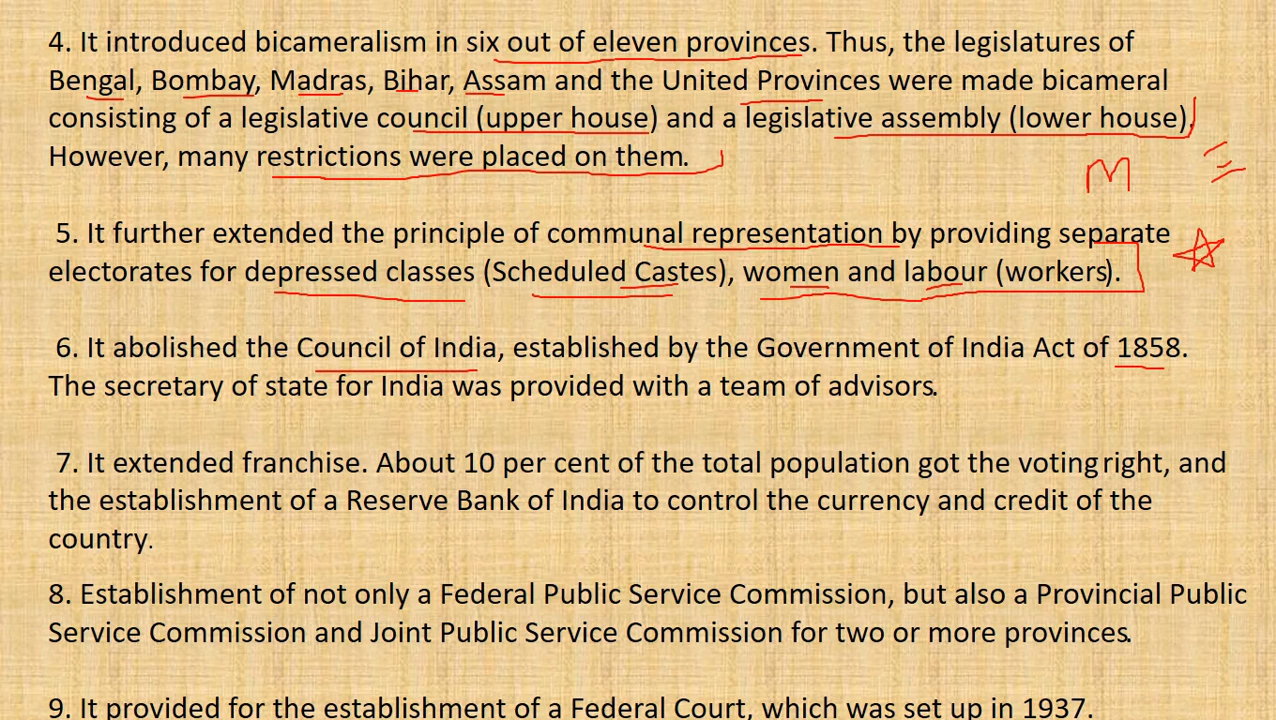 4. It introduced bicameralism in six out of eleven provinces. Thus, the legislatures of
Bengal, Bombay, Madras, Bihar, Assam and the United Provinces were made bicameral
consisting of a legislative council (upper house) and a legislative assembly (lower house).
However, many restrictions were placed on them.
M
5. It further extended the principle of communal representation by providing separate
electorates for depressed classes (Scheduled Castes), women and labour (workers).
6. It abolished the Council of India, established by the Government of India Act of 1858.
The secretary of state for India was provided with a team of advisors.
7. It extended franchise. About 10 per cent of the total population got the voting right, and
the establishment of a Reserve Bank of India to control the currency and credit of the
country.
8. Establishment of not only a Federal Public Service Commission, but also a Provincial Public
Service Commission and Joint Public Service Commission for two or more provinces.
9. It provided for the establishment of a Federal Court, which was set up in 1937.